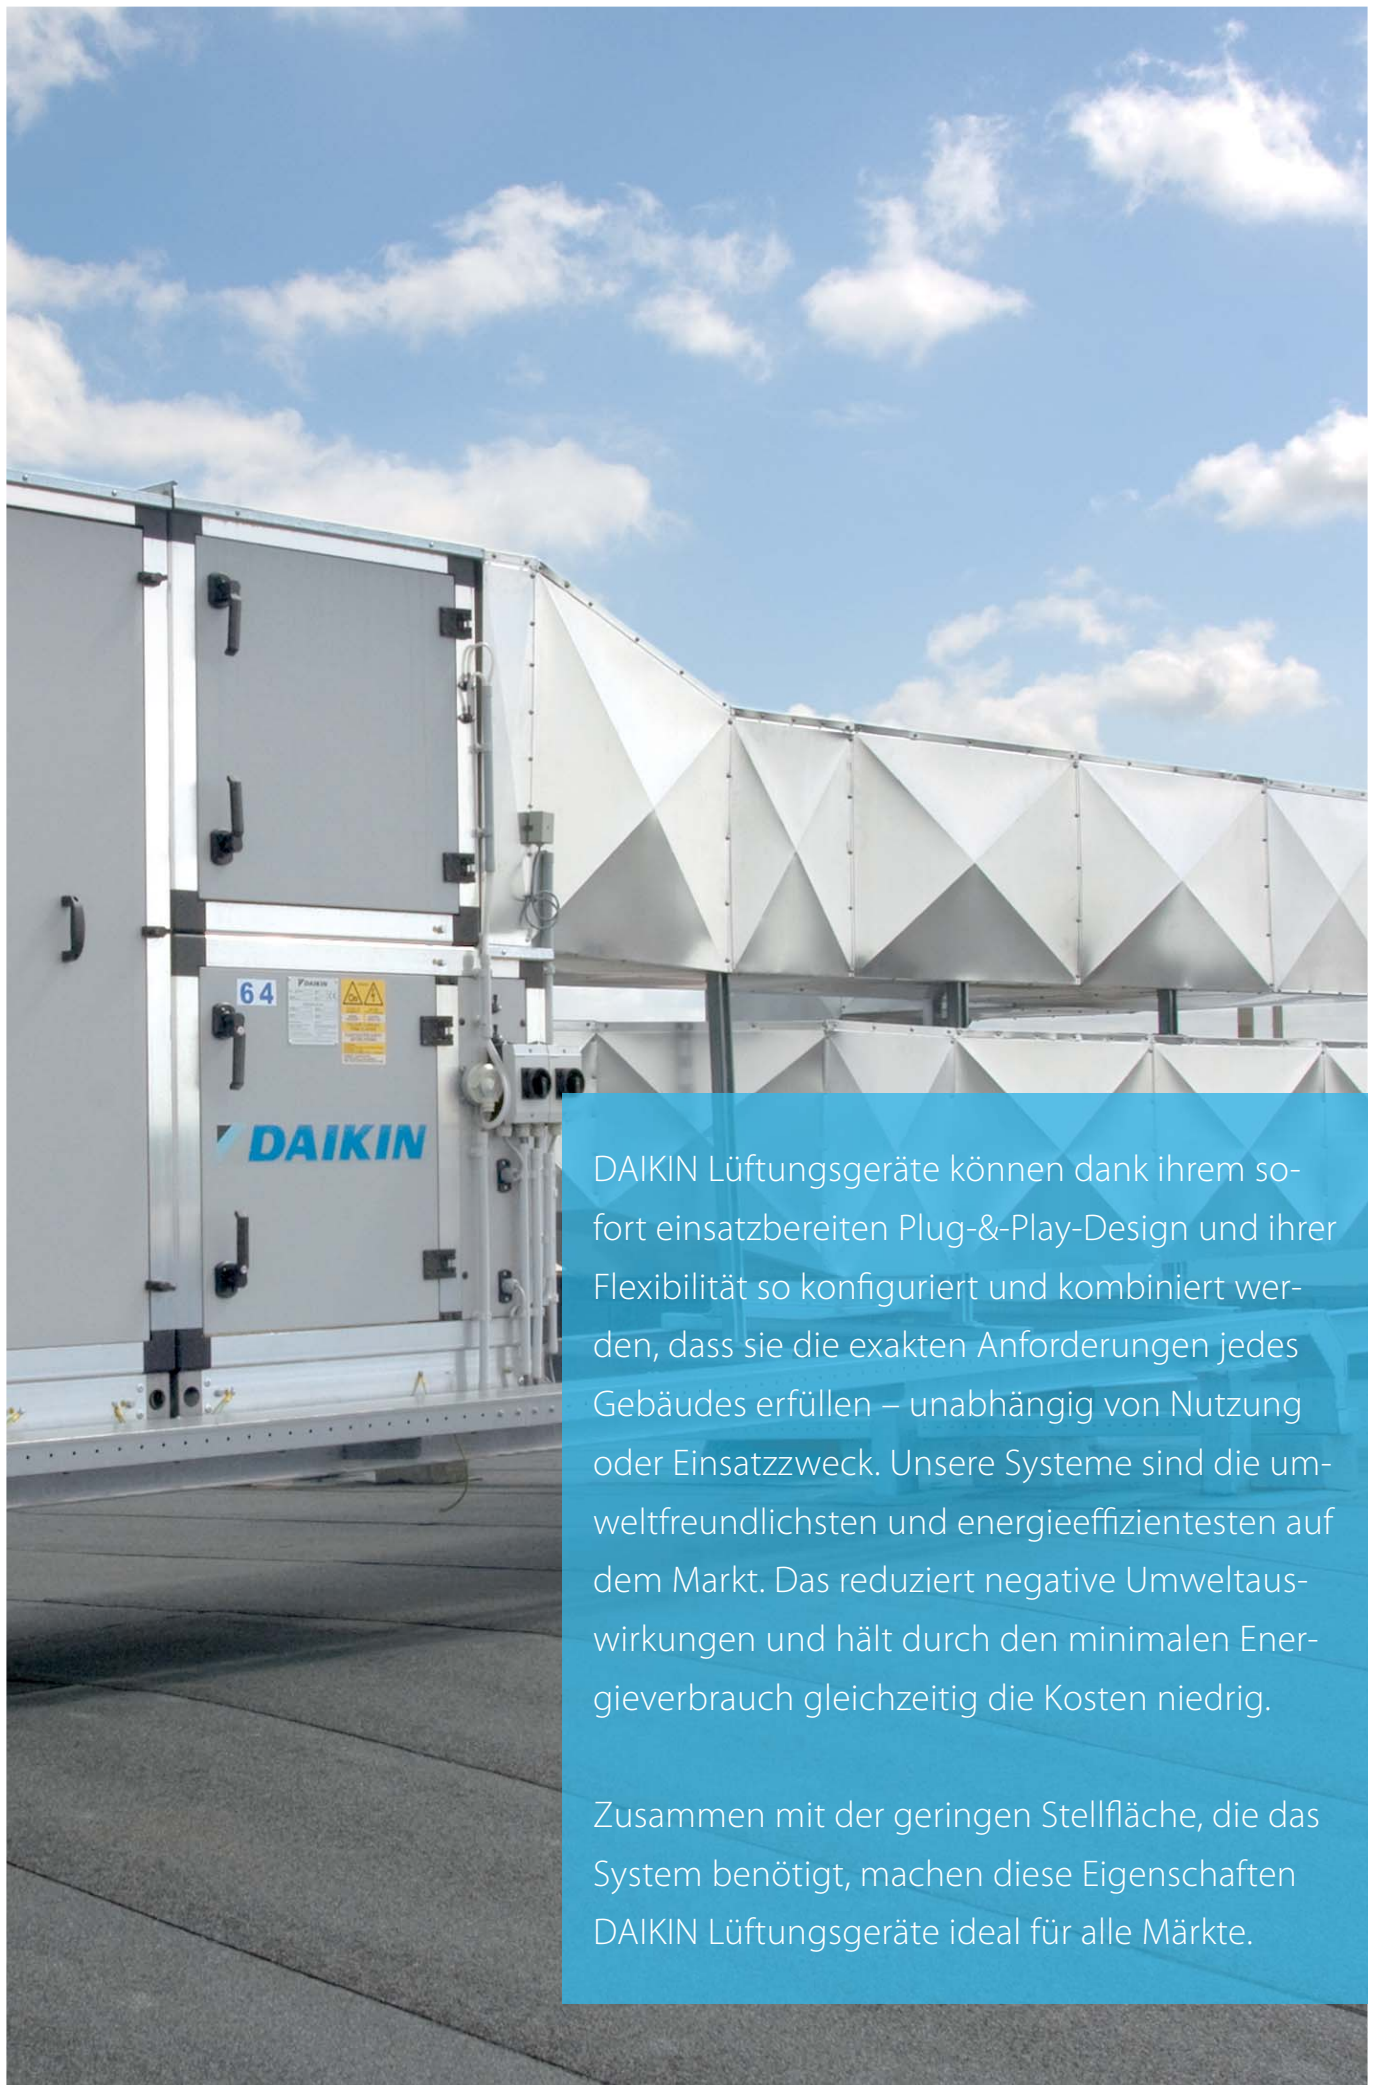 64
DAIKIN
DAIKIN
DAIKIN Lüftungsgeräte können dank ihrem so-
fort einsatzbereiten Plug-&-Play-Design und ihrer
Flexibilität so konfiguriert und kombiniert wer-
den, dass sie die exakten Anforderungen jedes
Gebäudes erfüllen – unabhängig von Nutzung
oder Einsatzzweck. Unsere Systeme sind die um-
weltfreundlichsten und energieeffizientesten auf
dem Markt. Das reduziert negative Umweltaus-
wirkungen und hält durch den minimalen Ener-
gieverbrauch gleichzeitig die Kosten niedrig.
Zusammen mit der geringen Stellfläche, die das
System benötigt, machen diese Eigenschaften
DAIKIN Lüftungsgeräte ideal für alle Märkte.